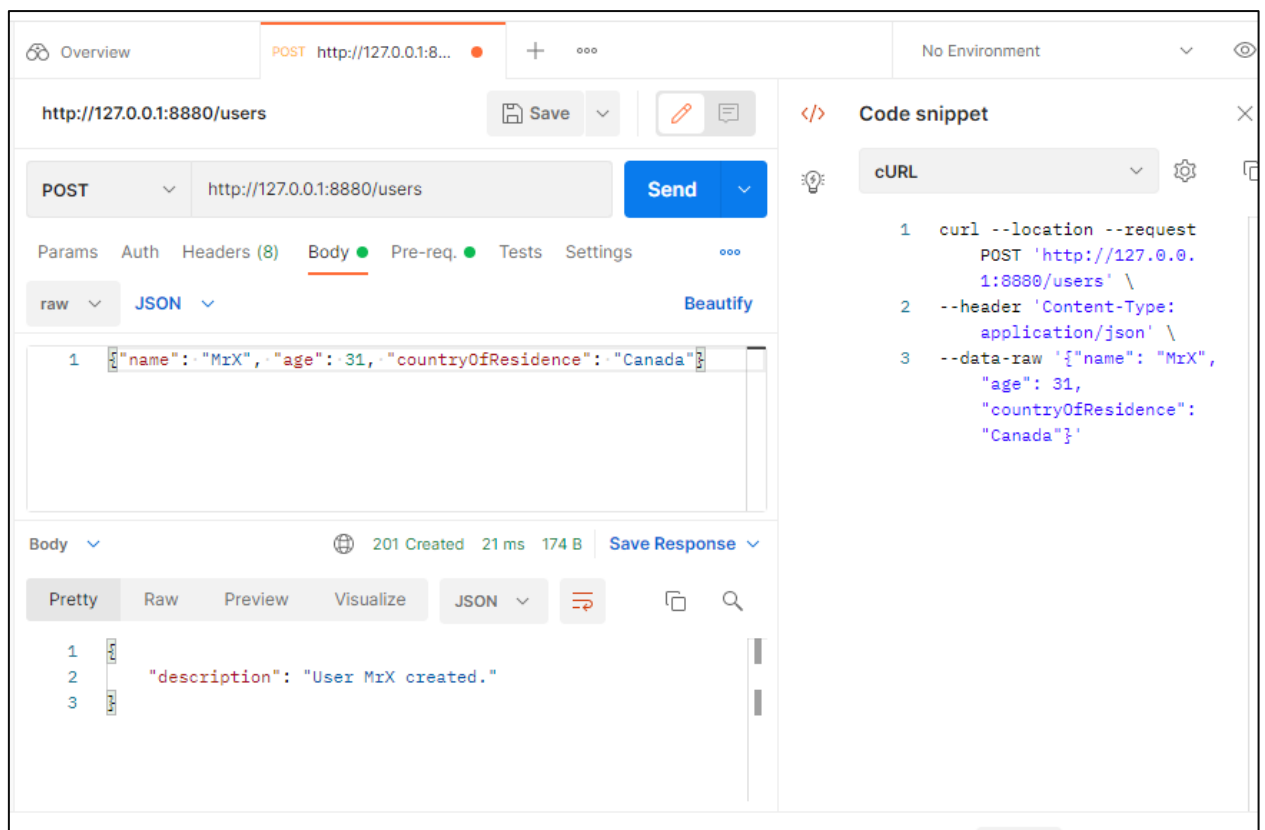 Overview
POST http://127.0.0.1:8... 
No Environment
http://127.0.0.1:8880/users
Save
</> Code snippet
POST http://127.0.0.1:8880/users
Send
cURL
Params Auth Headers (8) Body Pre-req. Tests Settings
raw JSON Beautify
1 {"name": "MrX", "age": 31, "countryOfResidence": "Canada"}
1 curl --location --request
POST 'http://127.0.0.
1:8880/users' \
2 --header 'Content-Type:
application/json' \
3 --data-raw '{"name": "MrX",
"age": 31,
"countryOfResidence":
"Canada"}'
Body 201 Created 21 ms 174 B Save Response
Pretty Raw Preview Visualize JSON
1 {
2 "description": "User MrX created."
3 }